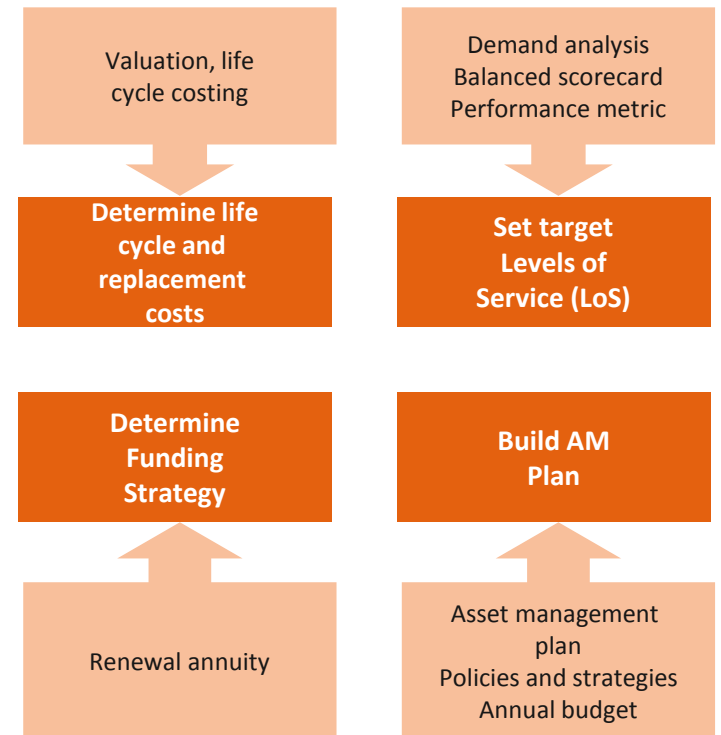 Valuation, life
cycle costing
Demand analysis
Balanced scorecard
Performance metric
Determine life
cycle and
replacement
costs
Set target
Levels of
Service (LoS)
Determine
Funding
Strategy
Build AM
Plan
Renewal annuity
Asset management
plan
Policies and strategies
Annual budget